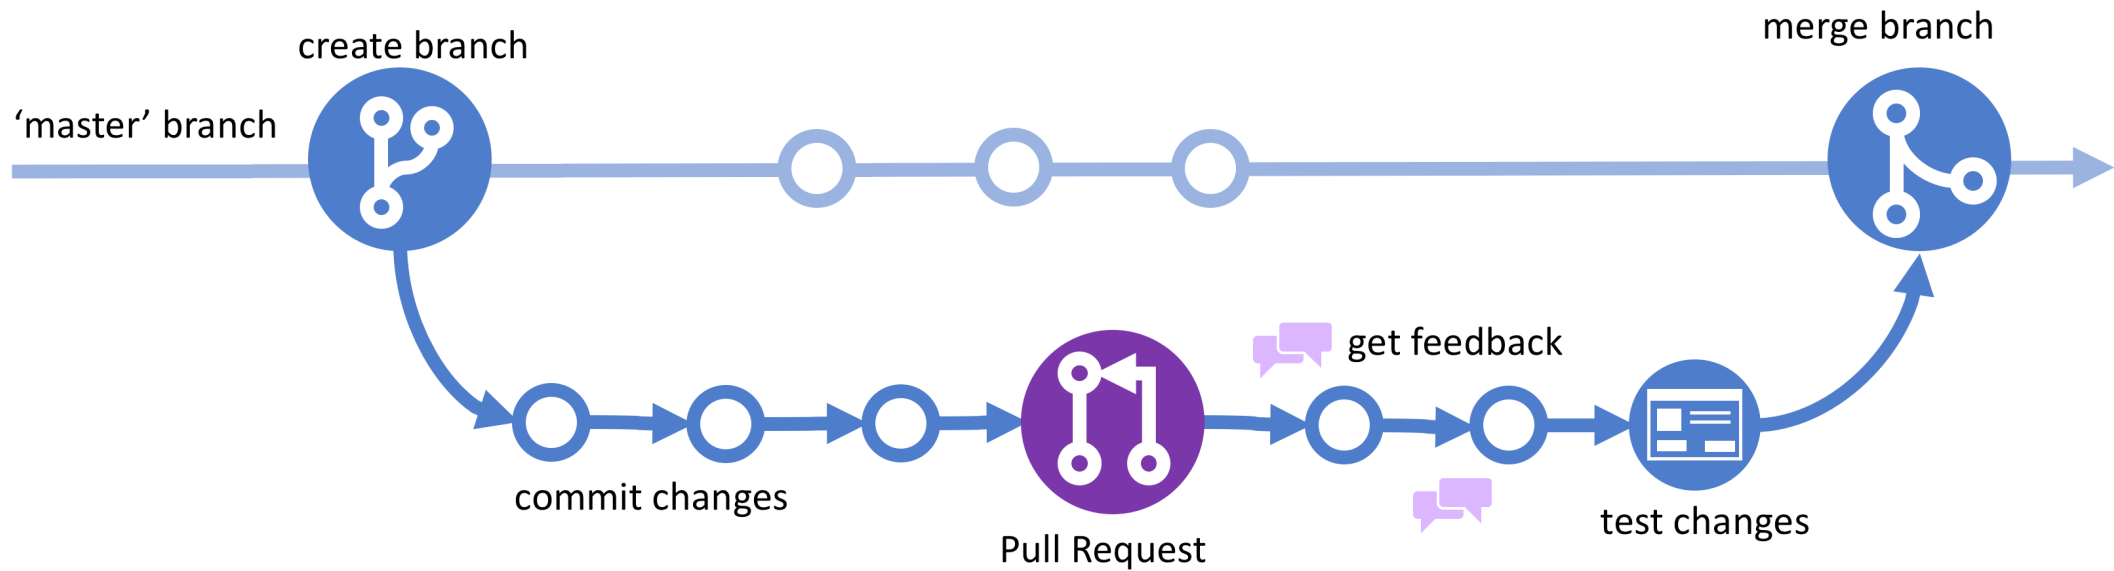 create branch
merge branch
‘master’ branch
get feedback
commit changes
test changes
Pull Request